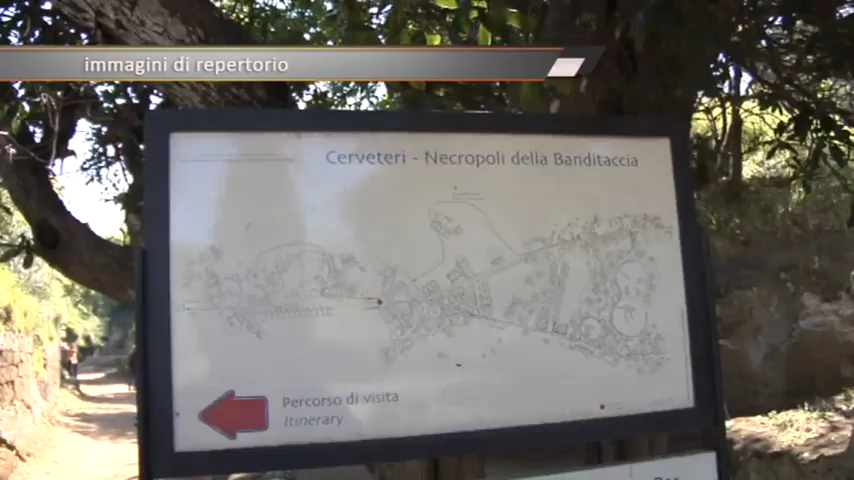 immagini di repertorio
Cerveteri - Necropoli della Banditaccia
Percorso di visita
Itinerary